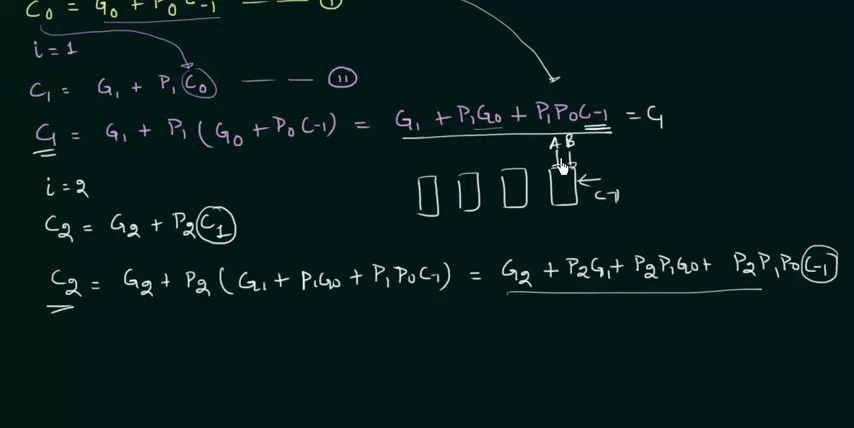 C₀ = G₀ + P₀ C-1 —— (I)
i = 1
C₁ = G₁ + P₁ C₀ —— (II)
C₁ = G₁ + P₁ ( G₀ + P₀ C-1 ) = G₁ + P₁G₀ + P₁P₀C-1 = C₁
A B
i = 2
C-1
C₂ = G₂ + P₂ C₁
C₂ = G₂ + P₂ ( G₁ + P₁G₀ + P₁P₀C-1 ) = G₂ + P₂G₁ + P₂P₁G₀ + P₂P₁P₀ C-1